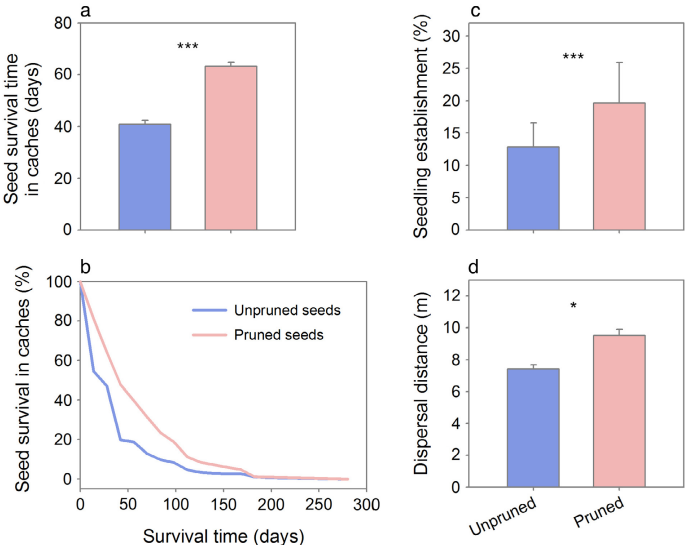 a
Seed survival time
in caches (days)
80
60
40
20
0
***
b
Seed survival in caches (%)
100
80
60
40
20
0
Unpruned seeds
Pruned seeds
0 50 100 150 200 250 300
Survival time (days)
c
Seedling establishment (%)
30
25
20
15
10
5
0
***
d
Dispersal distance (m)
12
10
8
6
4
2
0
*
Unpruned
Pruned